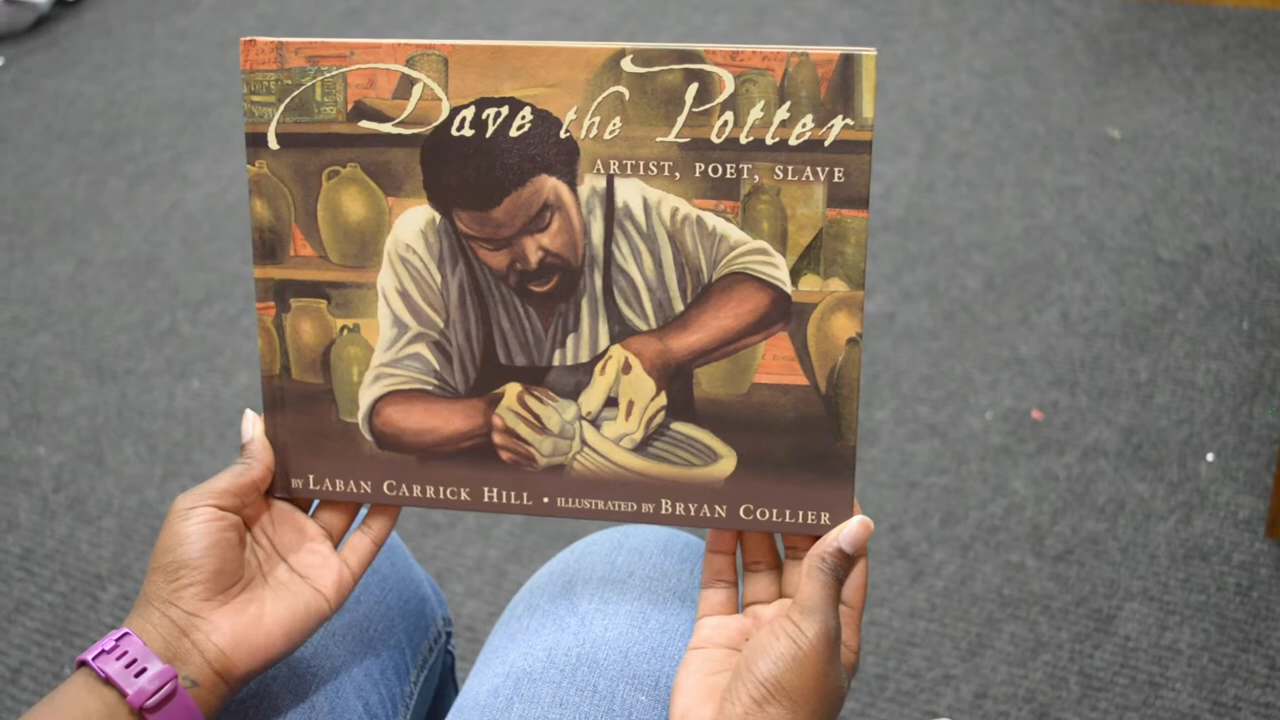 Dave the Potter
ARTIST, POET, SLAVE
BY LABAN CARRICK HILL • ILLUSTRATED BY BRYAN COLLIER